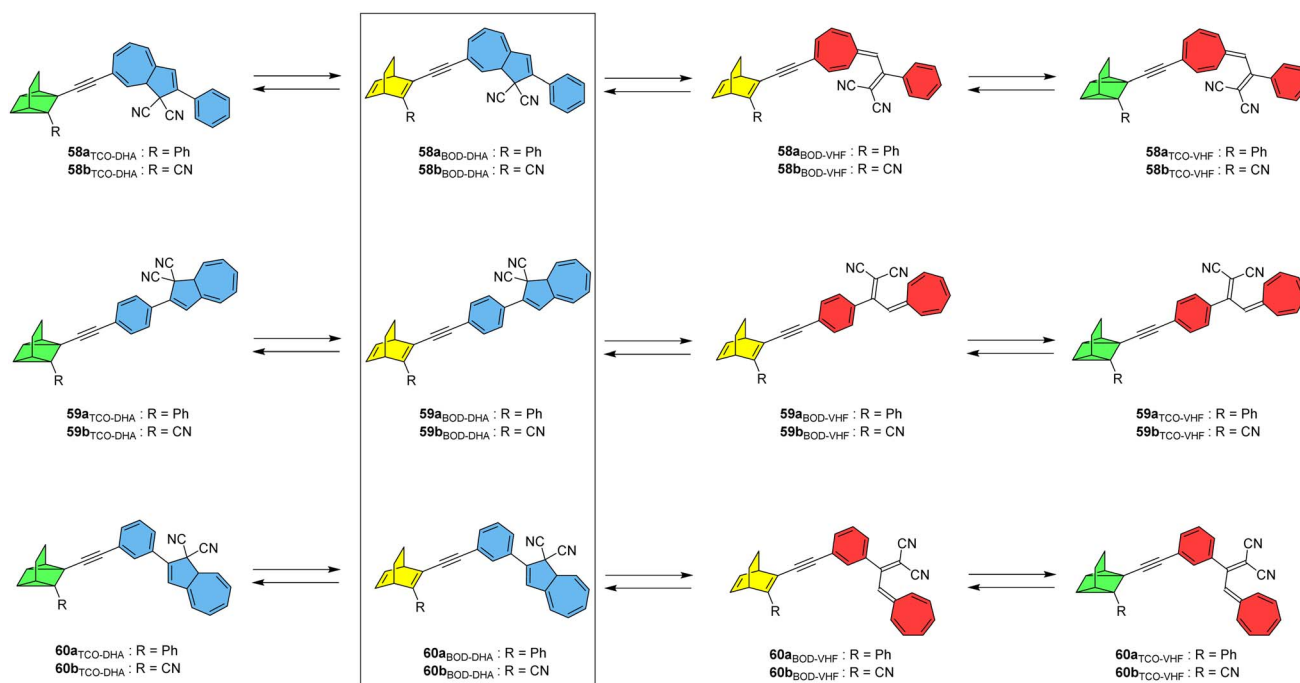 CN CN
R
58aTCO-DHA : R = Ph
58bTCO-DHA : R = CN
CN CN
R
58aBOD-DHA : R = Ph
58bBOD-DHA : R = CN
NC
CN
R
58aBOD-VHF : R = Ph
58bBOD-VHF : R = CN
NC
CN
R
58aTCO-VHF : R = Ph
58bTCO-VHF : R = CN
NC CN
R
59aTCO-DHA : R = Ph
59bTCO-DHA : R = CN
NC CN
R
59aBOD-DHA : R = Ph
59bBOD-DHA : R = CN
NC CN
R
59aBOD-VHF : R = Ph
59bBOD-VHF : R = CN
NC CN
R
59aTCO-VHF : R = Ph
59bTCO-VHF : R = CN
NC CN
R
60aTCO-DHA : R = Ph
60bTCO-DHA : R = CN
NC CN
R
60aBOD-DHA : R = Ph
60bBOD-DHA : R = CN
CN
CN
R
60aBOD-VHF : R = Ph
60bBOD-VHF : R = CN
CN
CN
R
60aTCO-VHF : R = Ph
60bTCO-VHF : R = CN